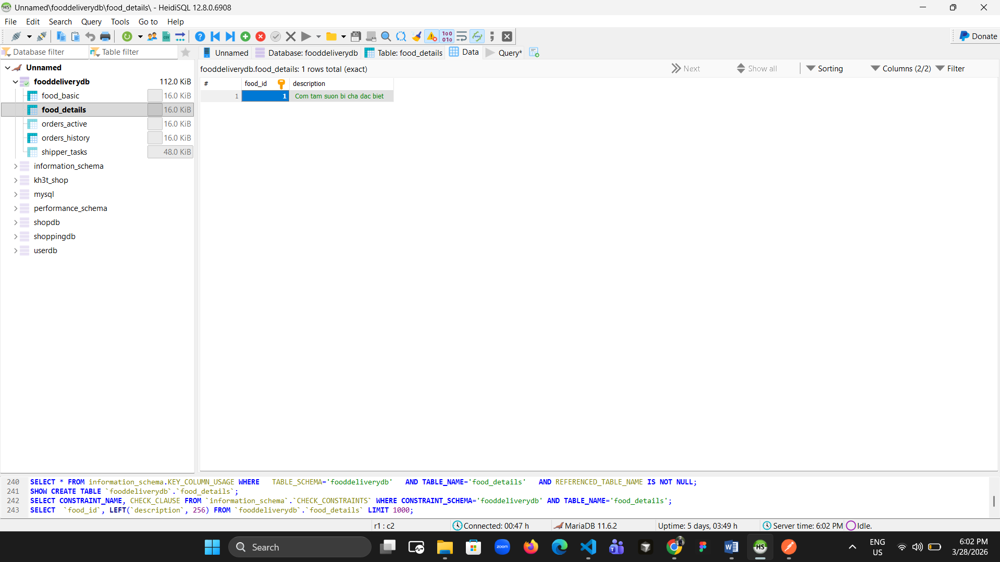 Unnamed\fooddeliverydb\food_details\ - HeidiSQL 12.8.0.6908
File Edit Search Query Tools Go to Help
Donate
Database filter Table filter
Unnamed Database: fooddeliverydb Table: food_details Data Query*
Unnamed
fooddeliverydb 112.0 KiB
food_basic 16.0 KiB
food_details 16.0 KiB
orders_active 16.0 KiB
orders_history 16.0 KiB
shipper_tasks 48.0 KiB
information_schema
kh3t_shop
mysql
performance_schema
shopdb
shoppingdb
userdb
fooddeliverydb.food_details: 1 rows total (exact) Next Show all Sorting Columns (2/2) Filter
# food_id description
1 1 Com tam suon bi cha dac biet
240 SELECT * FROM information_schema.KEY_COLUMN_USAGE WHERE TABLE_SCHEMA='fooddeliverydb' AND TABLE_NAME='food_details' AND REFERENCED_TABLE_NAME IS NOT NULL;
241 SHOW CREATE TABLE `fooddeliverydb`.`food_details`;
242 SELECT CONSTRAINT_NAME, CHECK_CLAUSE FROM `information_schema`.`CHECK_CONSTRAINTS` WHERE CONSTRAINT_SCHEMA='fooddeliverydb' AND TABLE_NAME='food_details';
243 SELECT `food_id`, LEFT(`description`, 256) FROM `fooddeliverydb`.`food_details` LIMIT 1000;
r1 : c2 Connected: 00:47 h MariaDB 11.6.2 Uptime: 5 days, 03:49 h Server time: 6:02 PM Idle.
Search
zoom
HS
ENG
US
6:02 PM
3/28/2026